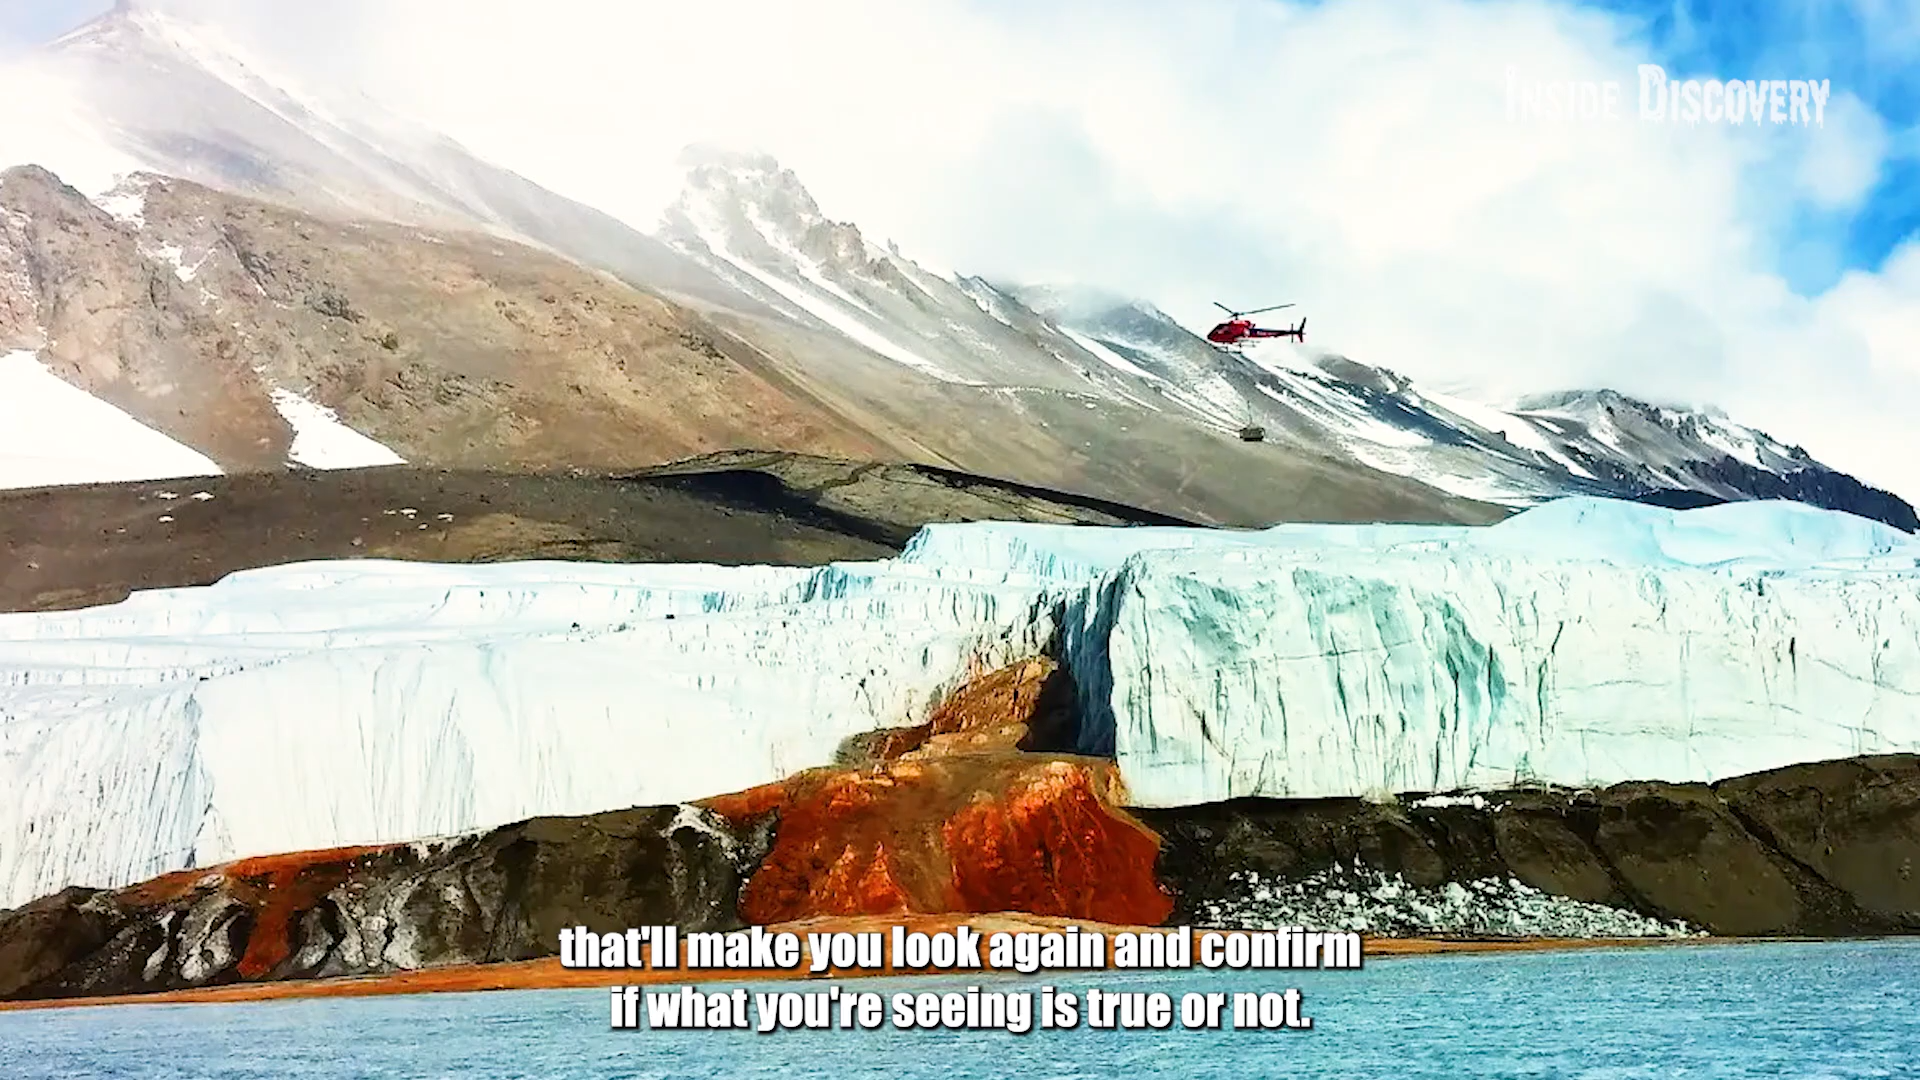 Inside Discovery
that'll make you look again and confirm
if what you're seeing is true or not.